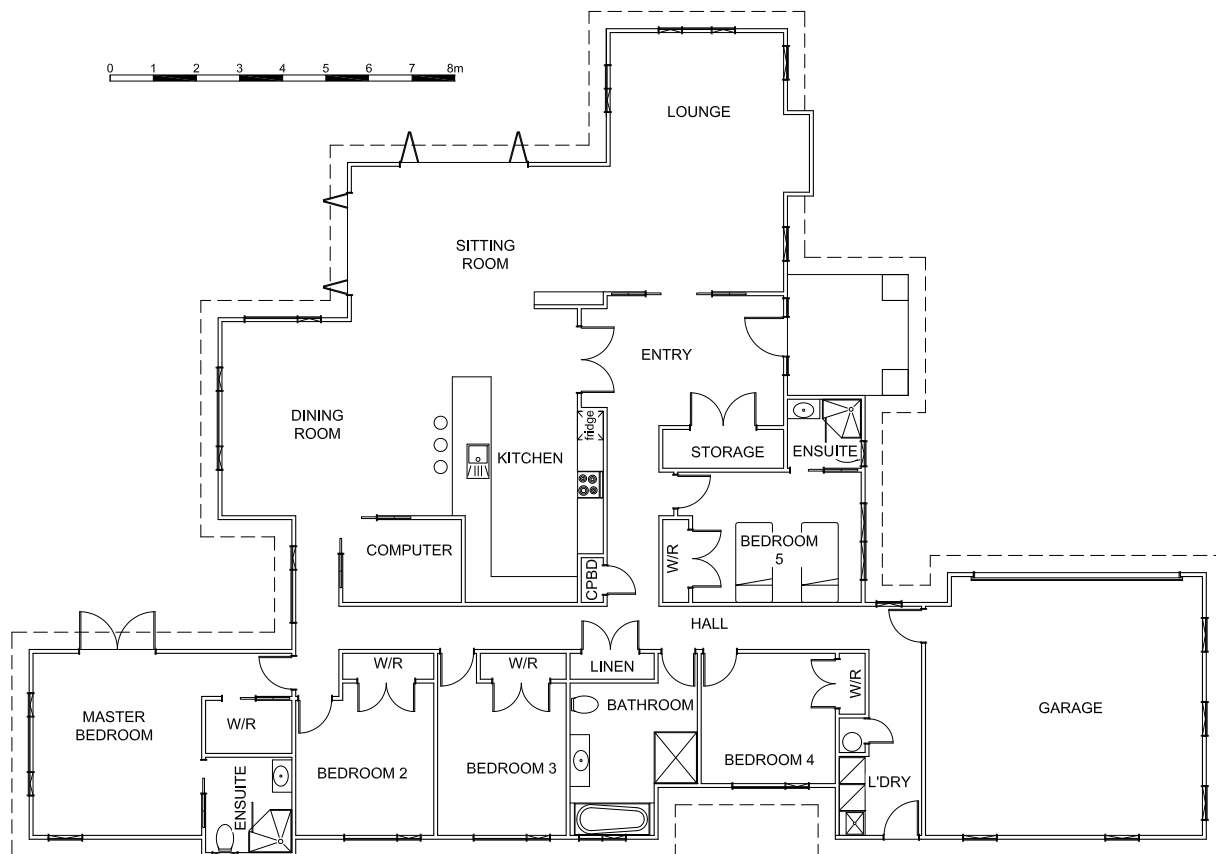 0 1 2 3 4 5 6 7 8m
LOUNGE
SITTING
ROOM
ENTRY
DINING
ROOM
fridge
KITCHEN
STORAGE
ENSUITE
COMPUTER
BEDROOM
5
W/R
CPBD
HALL
W/R
W/R
LINEN
W/R
BATHROOM
MASTER
BEDROOM
W/R
GARAGE
BEDROOM 2
BEDROOM 3
BEDROOM 4
ENSUITE
L'DRY